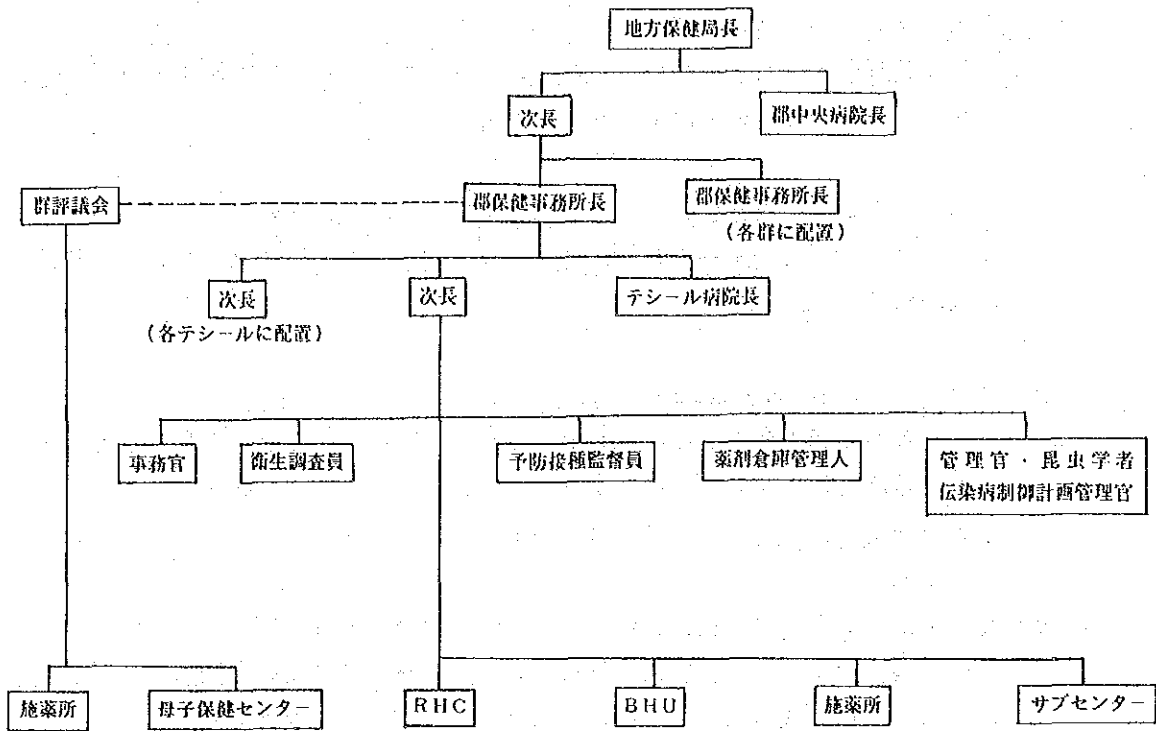 地方保健局長
次長
郡中央病院長
群評議会
郡保健事務所長
郡保健事務所長
(各群に配置)
次長
次長
テシール病院長
(各テシールに配置)
事務官
衛生調査員
予防接種監督員
薬剤倉庫管理人
管理官・昆虫学者
伝染病制御計画管理官
施薬所
母子保健センター
RHC
BHU
施薬所
サブセンター